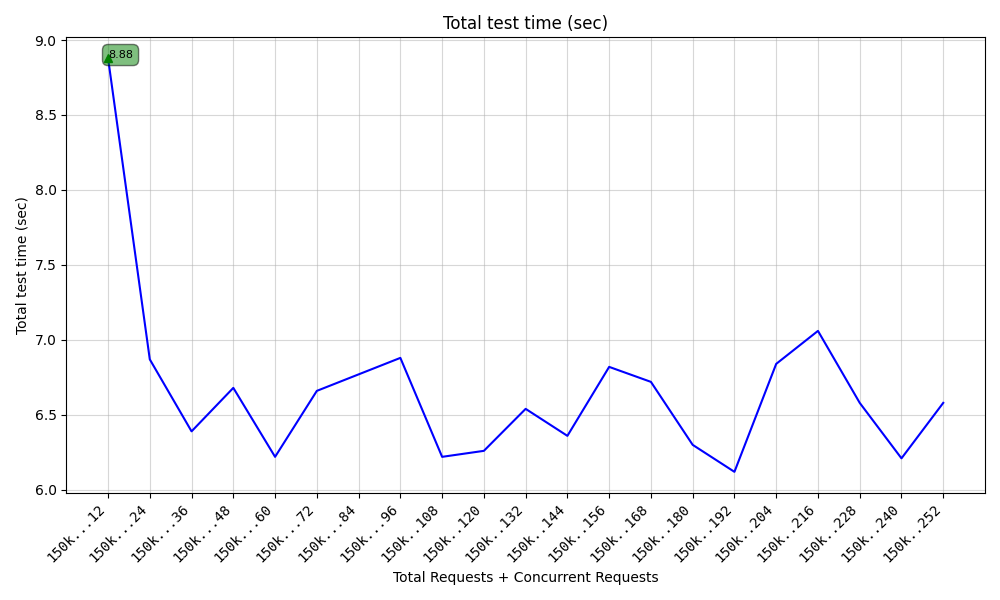 Total test time (sec)
8.88
9.0
8.5
8.0
7.5
7.0
6.5
6.0
Total test time (sec)
150k...12
150k...24
150k...36
150k...48
150k...60
150k...72
150k...84
150k...96
150k..108
150k..120
150k..132
150k..144
150k..156
150k..168
150k..180
150k..192
150k..204
150k..216
150k..228
150k..240
150k..252
Total Requests + Concurrent Requests